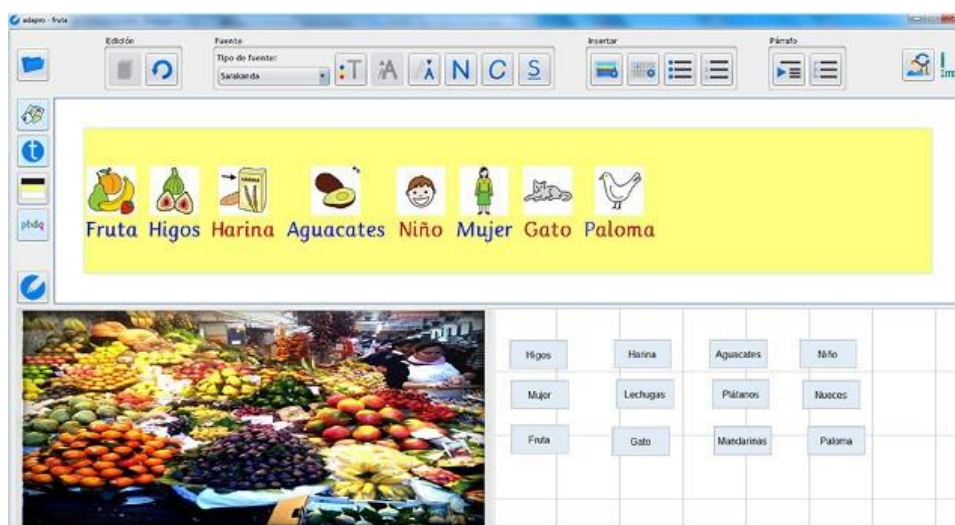 adapro - fruta
Edición
Fuente
Insertar
Párrafo
Tipo de fuente:
Sarakanda
:T A A N C S
t
pbdq
HARINA
Fruta Higos Harina Aguacates Niño Mujer Gato Paloma
Higos Harina Aguacates Niño
Mujer Lechugas Plátanos Nueces
Fruta Gato Mandarinas Paloma